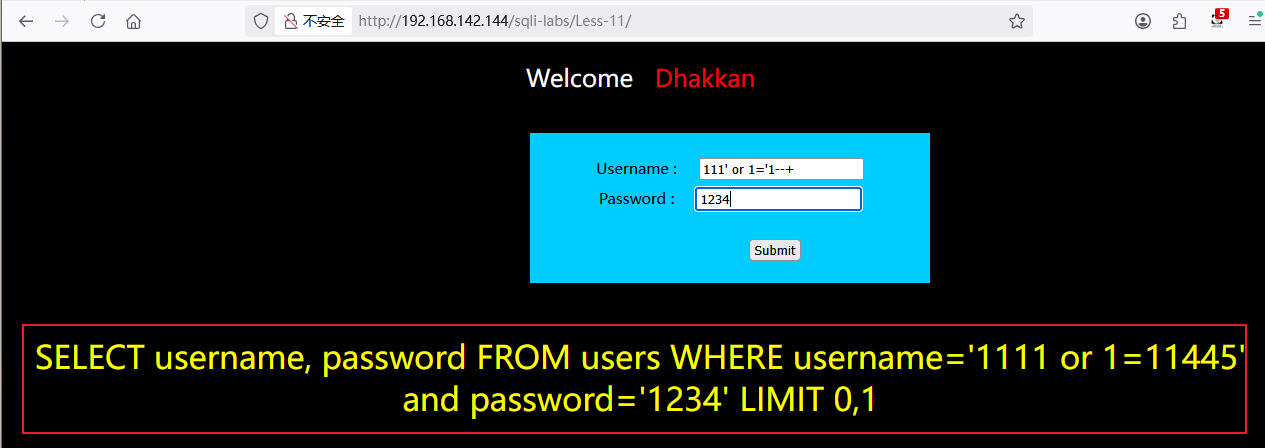 不安全 http://192.168.142.144/sqli-labs/Less-11/
5
Welcome Dhakkan
Username : 111' or 1='1--+
Password : 1234
Submit
SELECT username, password FROM users WHERE username='1111 or 1=11445'
and password='1234' LIMIT 0,1